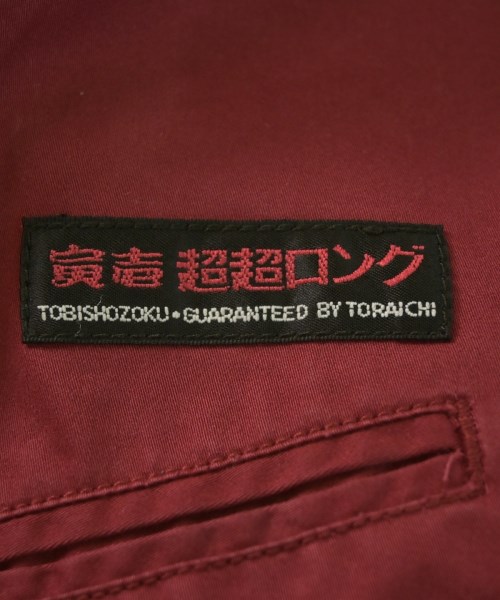 寅壱 超超ロング
TOBISHOZOKU•GUARANTEED BY TORAICHI